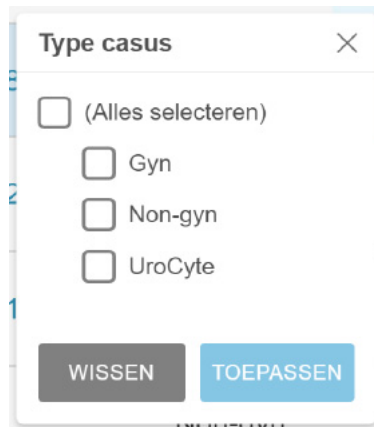 Type casus
(Alles selecteren)
Gyn
Non-gyn
UroCyte
WISSEN
TOEPASSEN